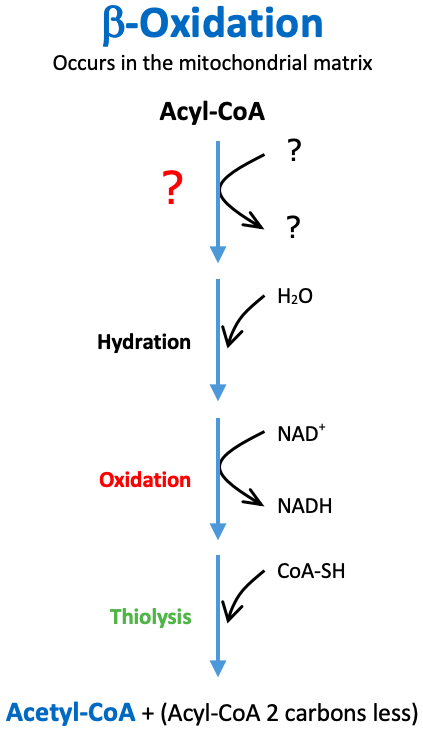 β-Oxidation
Occurs in the mitochondrial matrix
Acyl-CoA
?
?
?
H₂O
Hydration
NAD⁺
Oxidation
NADH
CoA-SH
Thiolysis
Acetyl-CoA + (Acyl-CoA 2 carbons less)